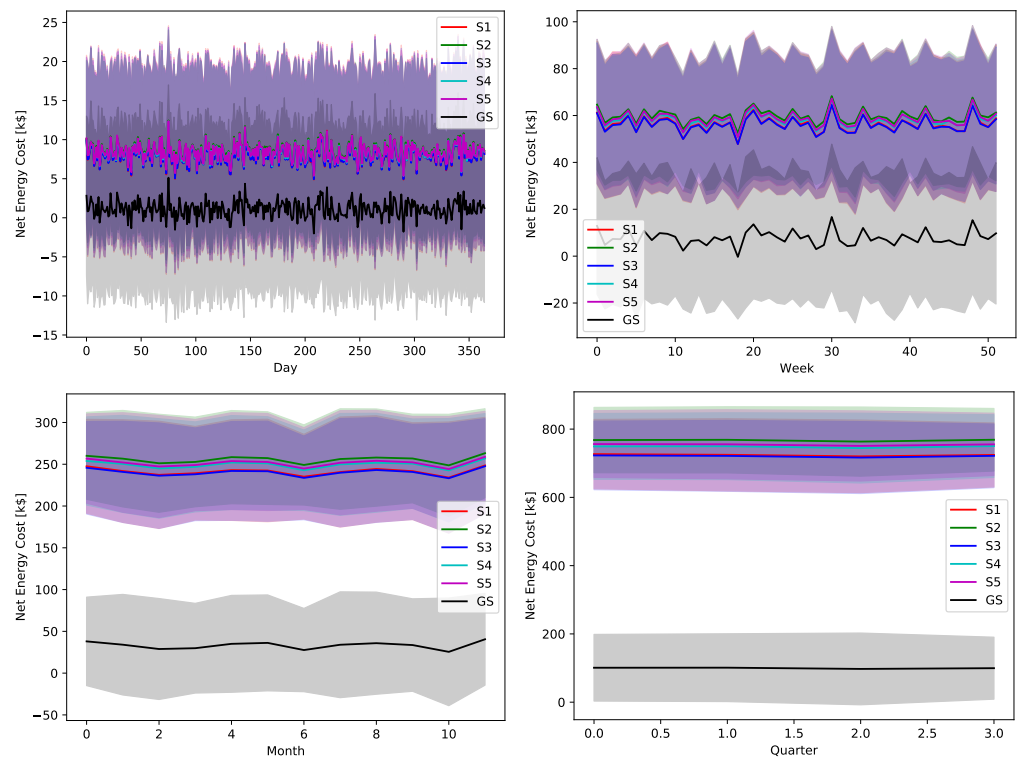 25
20
15
10
5
0
−5
−10
−15
Net Energy Cost [k$]
0 50 100 150 200 250 300 350
Day
S1
S2
S3
S4
S5
GS
100
80
60
40
20
0
−20
Net Energy Cost [k$]
0 10 20 30 40 50
Week
S1
S2
S3
S4
S5
GS
300
250
200
150
100
50
0
−50
Net Energy Cost [k$]
0 2 4 6 8 10
Month
S1
S2
S3
S4
S5
GS
800
600
400
200
0
Net Energy Cost [k$]
0.0 0.5 1.0 1.5 2.0 2.5 3.0
Quarter
S1
S2
S3
S4
S5
GS